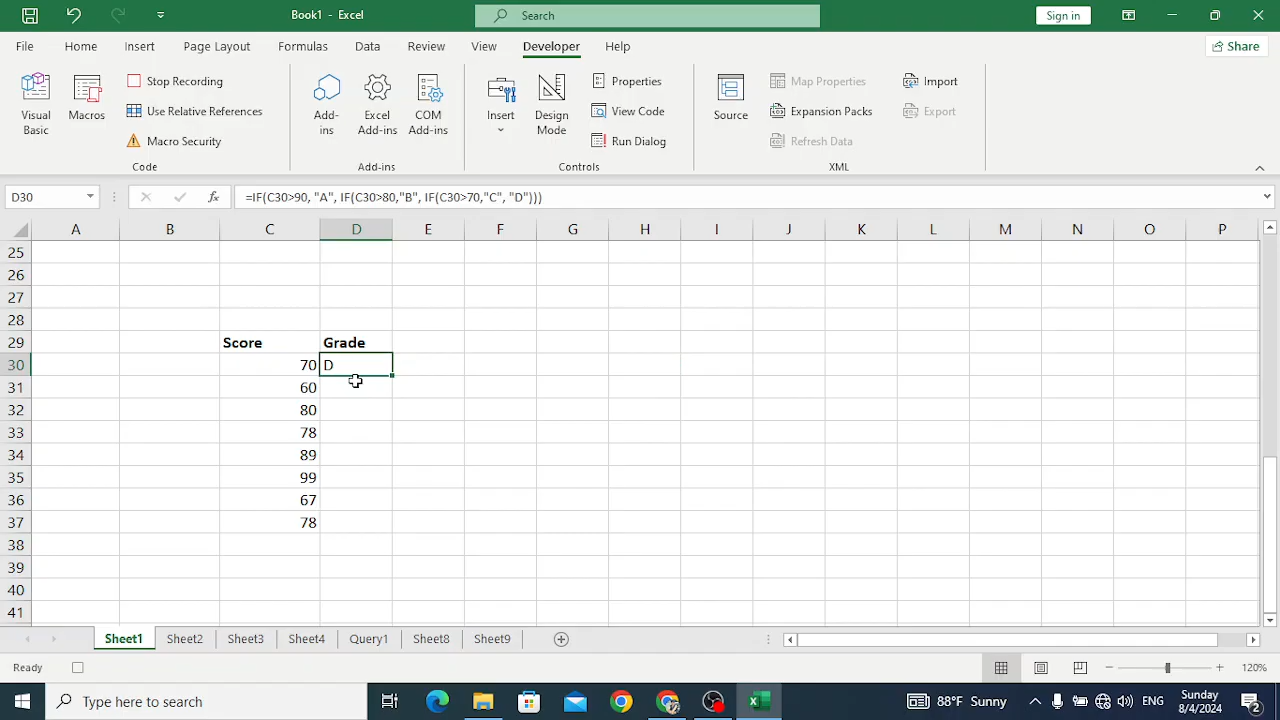 Book1 - Excel
Search
Sign in
File Home Insert Page Layout Formulas Data Review View Developer Help
Share
Visual Basic
Macros
Stop Recording
Use Relative References
Macro Security
Code
Add-ins
Excel Add-ins
COM Add-ins
Add-ins
Insert
Design Mode
Properties
View Code
Run Dialog
Controls
Source
Map Properties
Expansion Packs
Refresh Data
Import
Export
XML
D30
fx
=IF(C30>90, "A", IF(C30>80,"B", IF(C30>70,"C", "D")))
A B C D E F G H I J K L M N O P
25
26
27
28
29 Score Grade
30 70 D
31 60
32 80
33 78
34 89
35 99
36 67
37 78
38
39
40
41
Sheet1 Sheet2 Sheet3 Sheet4 Query1 Sheet8 Sheet9
Ready
120%
Type here to search
88°F Sunny
ENG
Sunday
8/4/2024
2